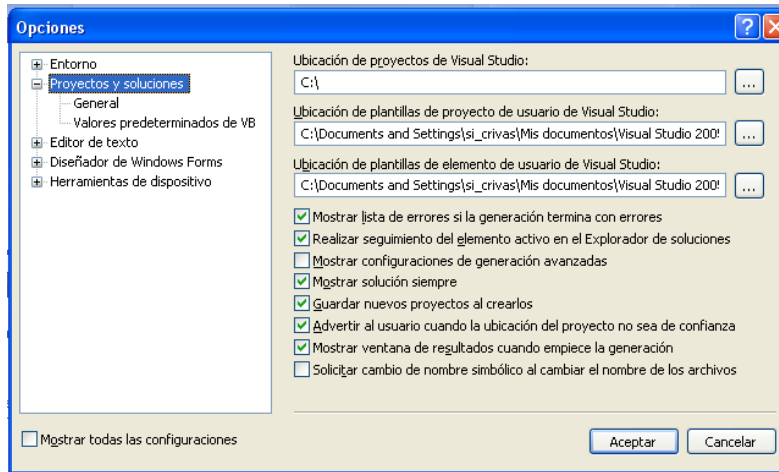 Opciones
Entorno
Proyectos y soluciones
General
Valores predeterminados de VB
Editor de texto
Diseñador de Windows Forms
Herramientas de dispositivo
Ubicación de proyectos de Visual Studio:
C:\
...
Ubicación de plantillas de proyecto de usuario de Visual Studio:
C:\Documents and Settings\si_crivas\Mis documentos\Visual Studio 200
...
Ubicación de plantillas de elemento de usuario de Visual Studio:
C:\Documents and Settings\si_crivas\Mis documentos\Visual Studio 200
...
Mostrar lista de errores si la generación termina con errores
Realizar seguimiento del elemento activo en el Explorador de soluciones
Mostrar configuraciones de generación avanzadas
Mostrar solución siempre
Guardar nuevos proyectos al crearlos
Advertir al usuario cuando la ubicación del proyecto no sea de confianza
Mostrar ventana de resultados cuando empiece la generación
Solicitar cambio de nombre simbólico al cambiar el nombre de los archivos
Mostrar todas las configuraciones
Aceptar
Cancelar